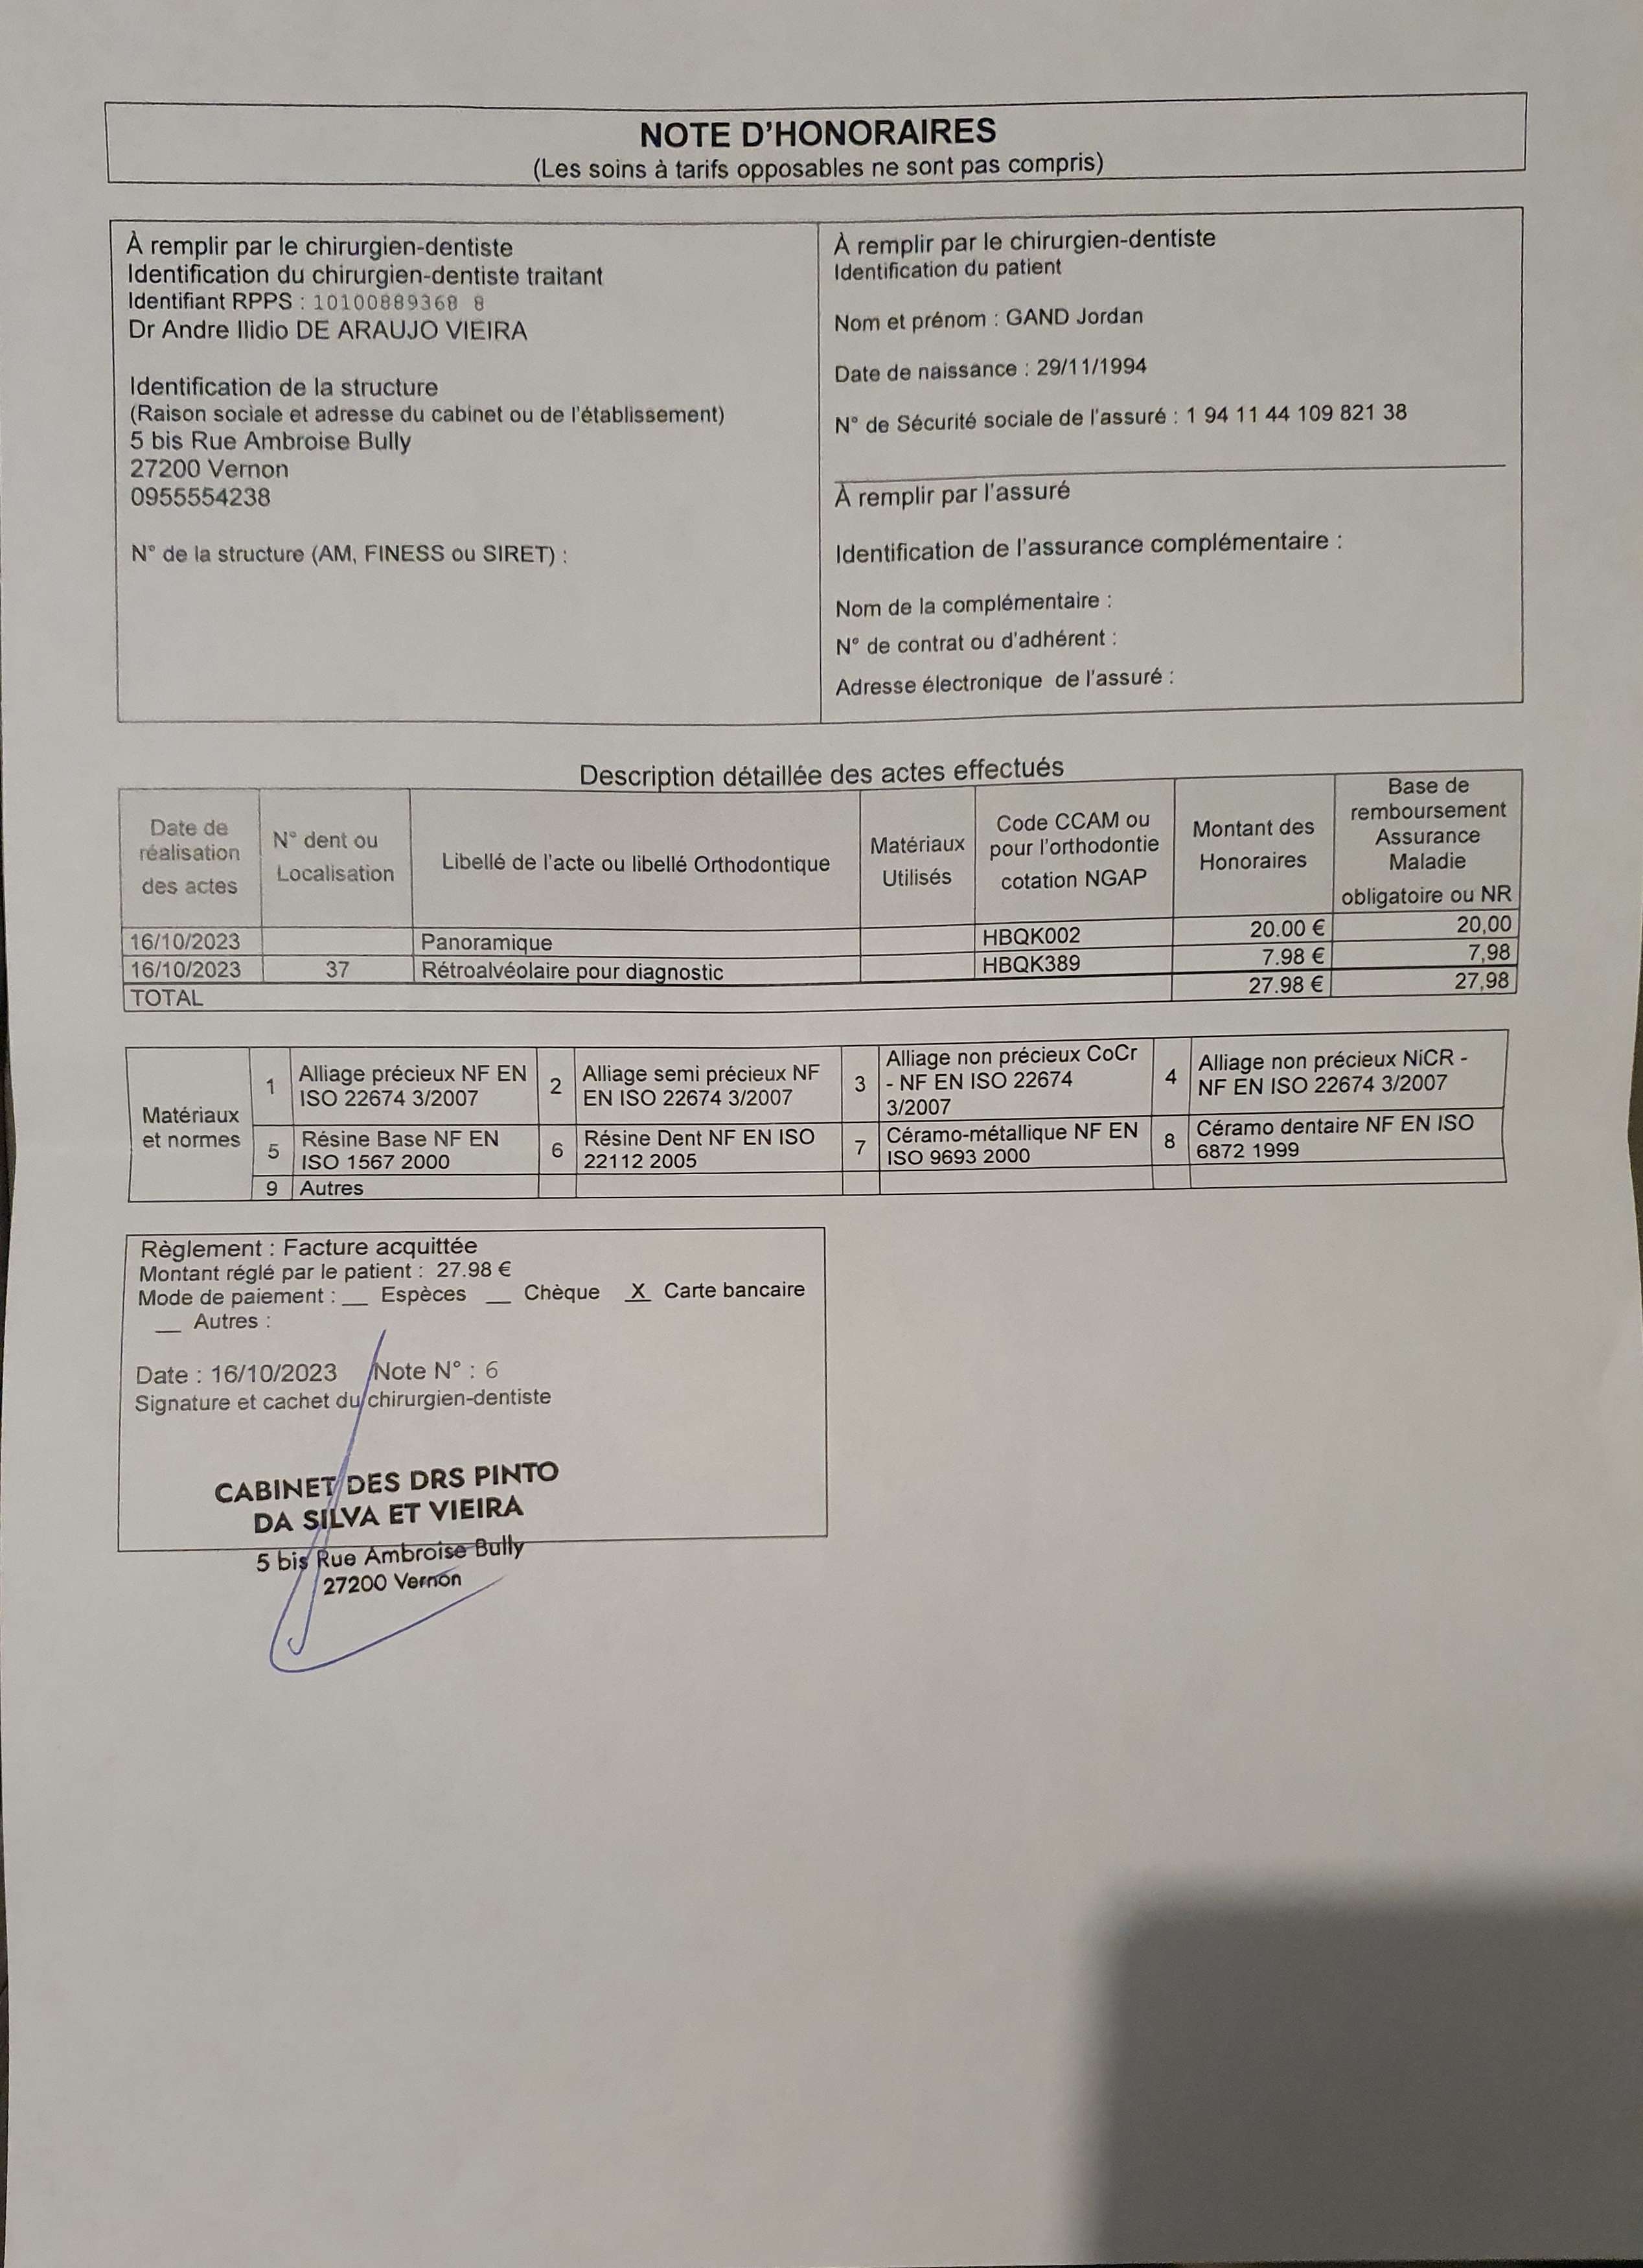 NOTE D'HONORAIRES
(Les soins à tarifs opposables ne sont pas compris)
À remplir par le chirurgien-dentiste
Identification du chirurgien-dentiste traitant
Identifiant RPPS : 10100889368 8
Dr Andre Ilidio DE ARAUJO VIEIRA
Identification de la structure
(Raison sociale et adresse du cabinet ou de l'établissement)
5 bis Rue Ambroise Bully
27200 Vernon
0955554238
N° de la structure (AM, FINESS ou SIRET) :
À remplir par le chirurgien-dentiste
Identification du patient
Nom et prénom : GAND Jordan
Date de naissance : 29/11/1994
N° de Sécurité sociale de l'assuré : 1 94 11 44 109 821 38
À remplir par l'assuré
Identification de l'assurance complémentaire :
Nom de la complémentaire :
N° de contrat ou d'adhérent :
Adresse électronique de l'assuré :
Description détaillée des actes effectués
Date de réalisation des actes
N° dent ou Localisation
Libellé de l'acte ou libellé Orthodontique
Matériaux Utilisés
Code CCAM ou pour l'orthodontie cotation NGAP
Montant des Honoraires
Base de remboursement Assurance Maladie obligatoire ou NR
16/10/2023 Panoramique HBQK002 20.00 € 20,00
16/10/2023 37 Rétroalvéolaire pour diagnostic HBQK389 7.98 € 7,98
TOTAL 27.98 € 27,98
Matériaux et normes
1 Alliage précieux NF EN ISO 22674 3/2007
2 Alliage semi précieux NF EN ISO 22674 3/2007
3 Alliage non précieux CoCr - NF EN ISO 22674 3/2007
4 Alliage non précieux NiCR - NF EN ISO 22674 3/2007
5 Résine Base NF EN ISO 1567 2000
6 Résine Dent NF EN ISO 22112 2005
7 Céramo-métallique NF EN ISO 9693 2000
8 Céramo dentaire NF EN ISO 6872 1999
9 Autres
Règlement : Facture acquittée
Montant réglé par le patient : 27.98 €
Mode de paiement : __ Espèces __ Chèque X Carte bancaire
__ Autres :
Date : 16/10/2023 Note N° : 6
Signature et cachet du chirurgien-dentiste
CABINET DES DRS PINTO
DA SILVA ET VIEIRA
5 bis Rue Ambroise Bully
27200 Vernon